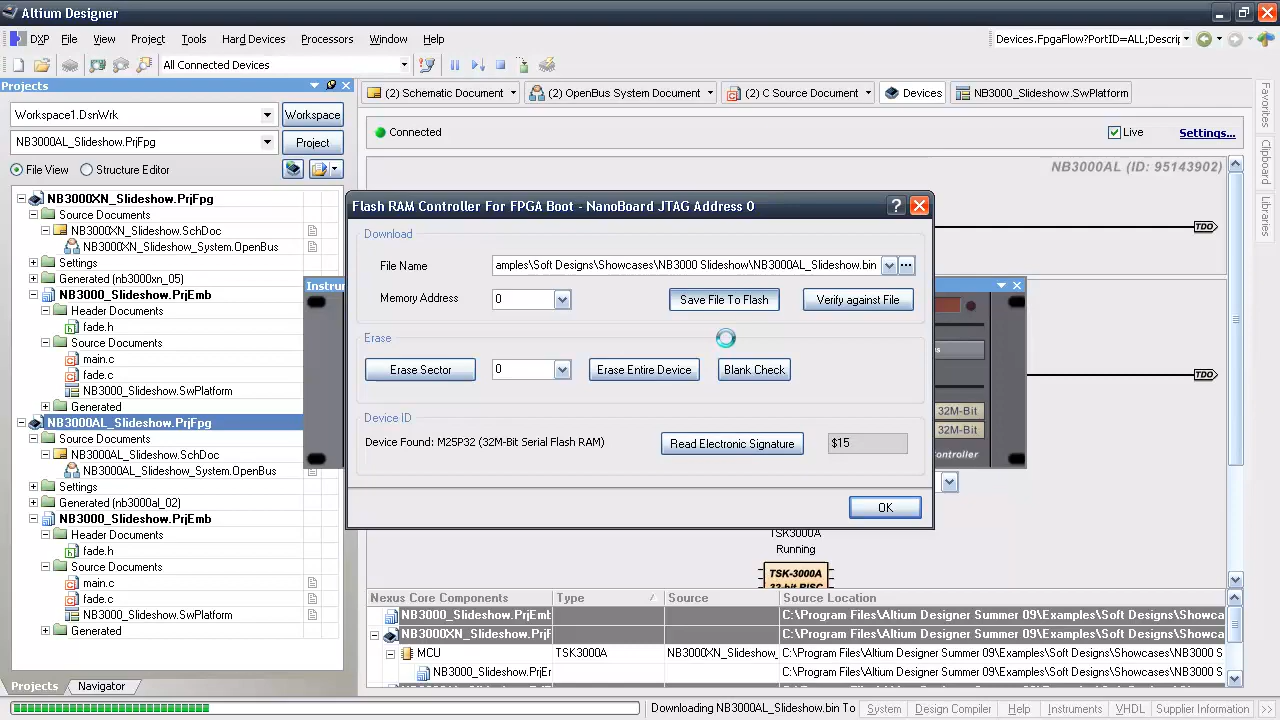 Altium Designer
DXP File View Project Tools Hard Devices Processors Window Help
Devices.FpgaFlow?PortID=ALL;Descrip
All Connected Devices
Projects
(2) Schematic Document (2) OpenBus System Document (2) C Source Document Devices NB3000_Slideshow.SwPlatform
Workspace1.DsnWrk Workspace
NB3000AL_Slideshow.PrjFpg Project
File View Structure Editor
Connected Live Settings...
NB3000AL (ID: 95143902)
TDO
TDO
Favorites
Clipboard
Libraries
NB3000XN_Slideshow.PrjFpg
Source Documents
NB3000XN_Slideshow.SchDoc
NB3000XN_Slideshow_System.OpenBus
Settings
Generated (nb3000xn_05)
NB3000_Slideshow.PrjEmb
Header Documents
fade.h
Source Documents
main.c
fade.c
NB3000_Slideshow.SwPlatform
Generated
NB3000AL_Slideshow.PrjFpg
Source Documents
NB3000AL_Slideshow.SchDoc
NB3000AL_Slideshow_System.OpenBus
Settings
Generated (nb3000al_02)
NB3000_Slideshow.PrjEmb
Header Documents
fade.h
Source Documents
main.c
fade.c
NB3000_Slideshow.SwPlatform
Generated
Projects Navigator
Instru
Flash RAM Controller For FPGA Boot - NanoBoard JTAG Address 0
Download
File Name amples\Soft Designs\Showcases\NB3000 Slideshow\NB3000AL_Slideshow.bin ...
Memory Address 0 Save File To Flash Verify against File
Erase
Erase Sector 0 Erase Entire Device Blank Check
Device ID
Device Found: M25P32 (32M-Bit Serial Flash RAM) Read Electronic Signature $15
OK
32M-Bit
32M-Bit
Controller
TSK3000A
Running
TSK-3000A
32-bit RISC
Nexus Core Components Type Source Source Location
NB3000_Slideshow.PrjEmb C:\Program Files\Altium Designer Summer 09\Examples\Soft Designs\Showca
NB3000XN_Slideshow.PrjF C:\Program Files\Altium Designer Summer 09\Examples\Soft Designs\Showca
MCU TSK3000A NB3000XN_Slideshow_ C:\Program Files\Altium Designer Summer 09\Examples\Soft Designs\Showcases\NB3000 S
NB3000_Slideshow.PrjEr C:\Program Files\Altium Designer Summer 09\Examples\Soft Designs\Showcases\NB3000 S
Downloading NB3000AL_Slideshow.bin To System Design Compiler Help Instruments VHDL Supplier Information >>